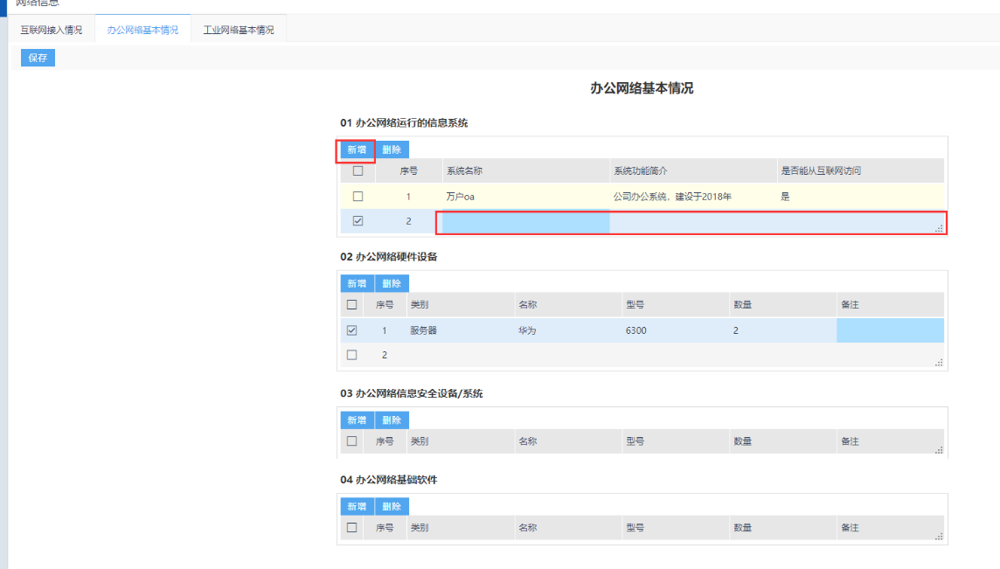 网络信息
互联网接入情况 办公网络基本情况 工业网络基本情况
保存
办公网络基本情况
01 办公网络运行的信息系统
新增 删除
序号 系统名称 系统功能简介 是否能从互联网访问
1 万户oa 公司办公系统，建设于2018年 是
2
02 办公网络硬件设备
新增 删除
序号 类别 名称 型号 数量 备注
1 服务器 华为 6300 2
2
03 办公网络信息安全设备/系统
新增 删除
序号 类别 名称 型号 数量 备注
04 办公网络基础软件
新增 删除
序号 类别 名称 型号 数量 备注